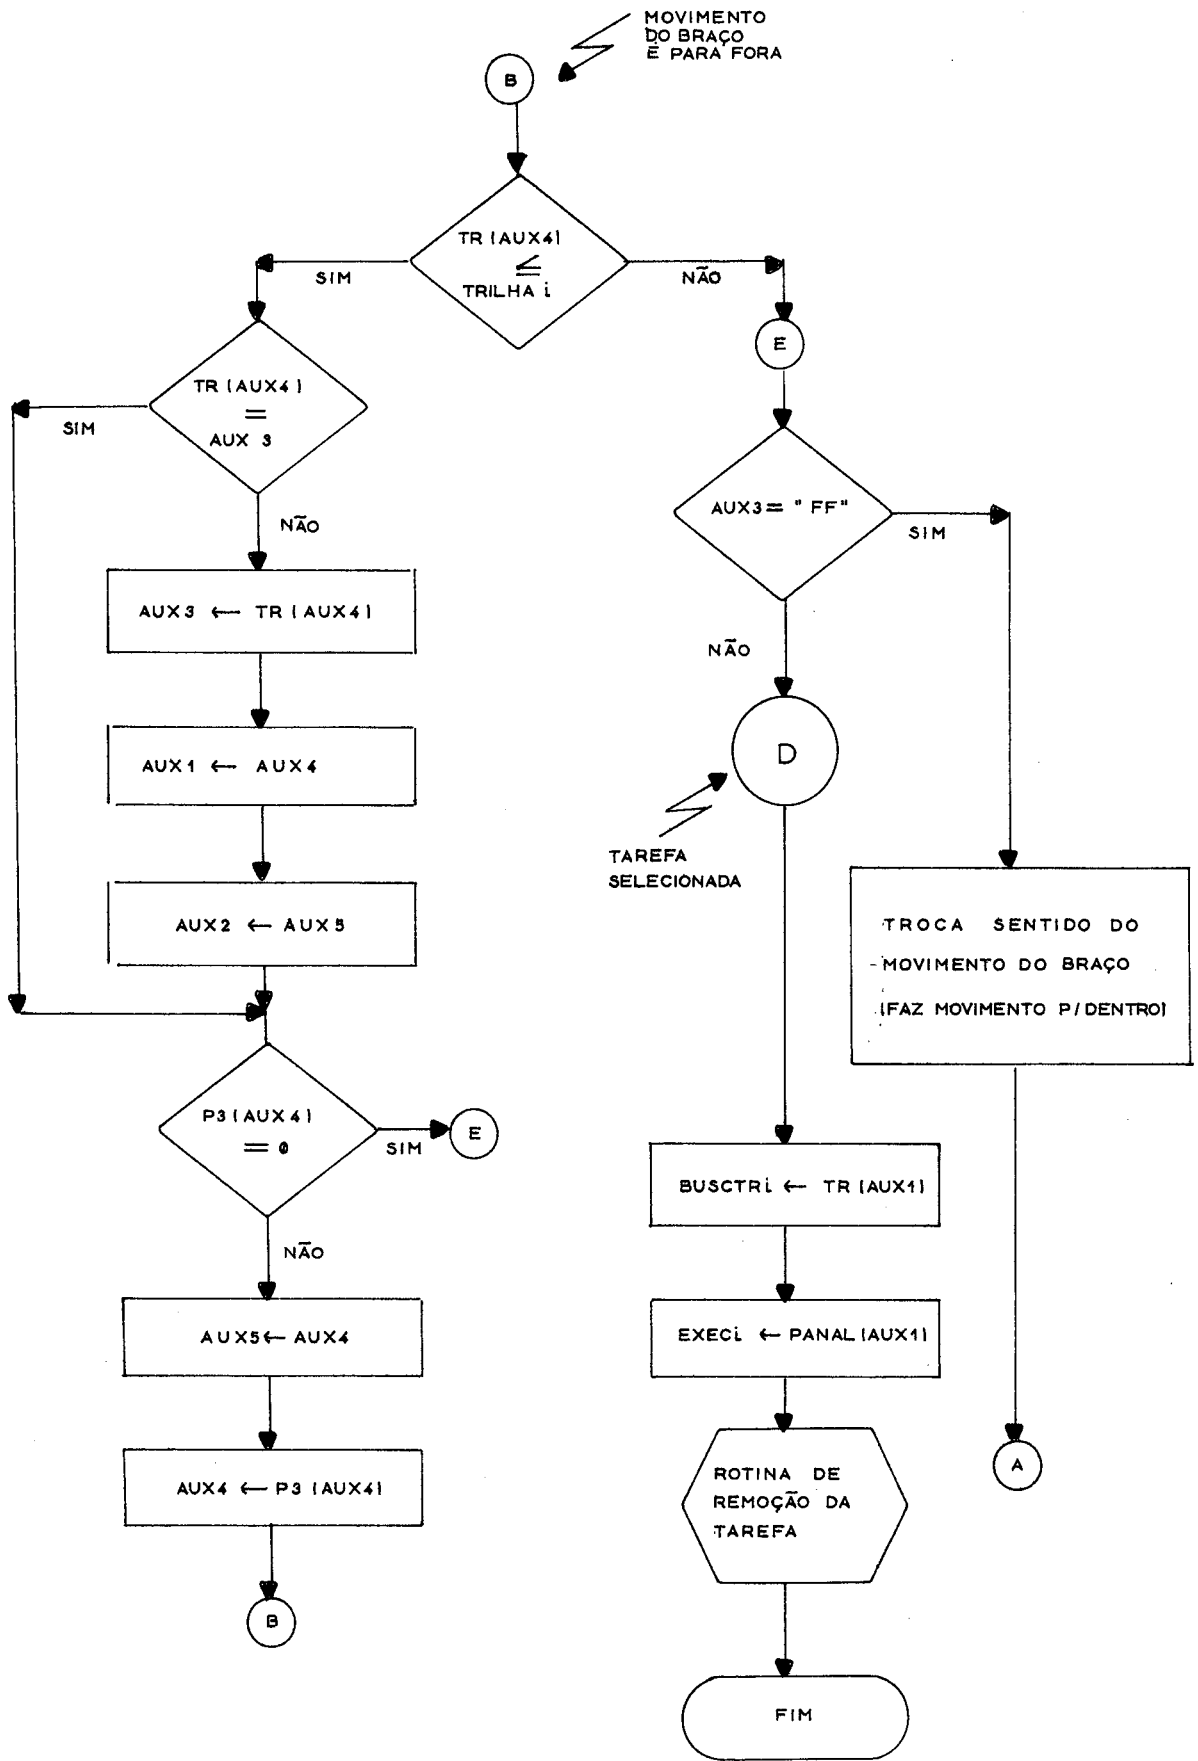 MOVIMENTO
DO BRAÇO
É PARA FORA
B
TR (AUX4)
≤
TRILHA i
SIM
NÃO
E
TR (AUX4)
=
AUX 3
SIM
NÃO
AUX3 = " FF"
SIM
NÃO
AUX3 ← TR (AUX4)
D
AUX1 ← AUX4
TAREFA
SELECIONADA
AUX2 ← AUX5
TROCA SENTIDO DO
MOVIMENTO DO BRAÇO
(FAZ MOVIMENTO P/DENTRO)
P3 (AUX4)
= 0
SIM
E
NÃO
BUSCTRi ← TR (AUX1)
AUX5 ← AUX4
EXECi ← PANAL (AUX1)
AUX4 ← P3 (AUX4)
ROTINA DE
REMOÇÃO DA
TAREFA
A
B
FIM